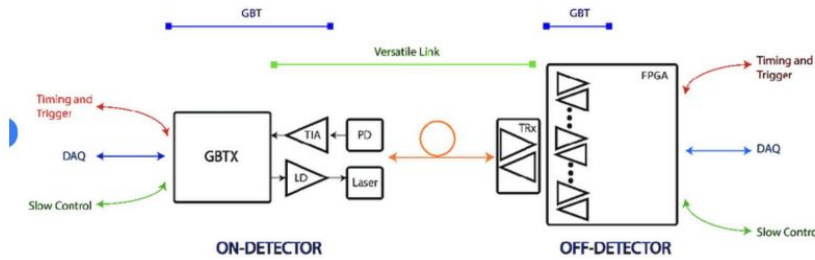 GBT
GBT
Versatile Link
FPGA
Timing and
Trigger
Timing and
Trigger
TRx
TIA
PD
DAQ
GBTX
DAQ
LD
Laser
Slow Control
Slow Control
ON-DETECTOR
OFF-DETECTOR